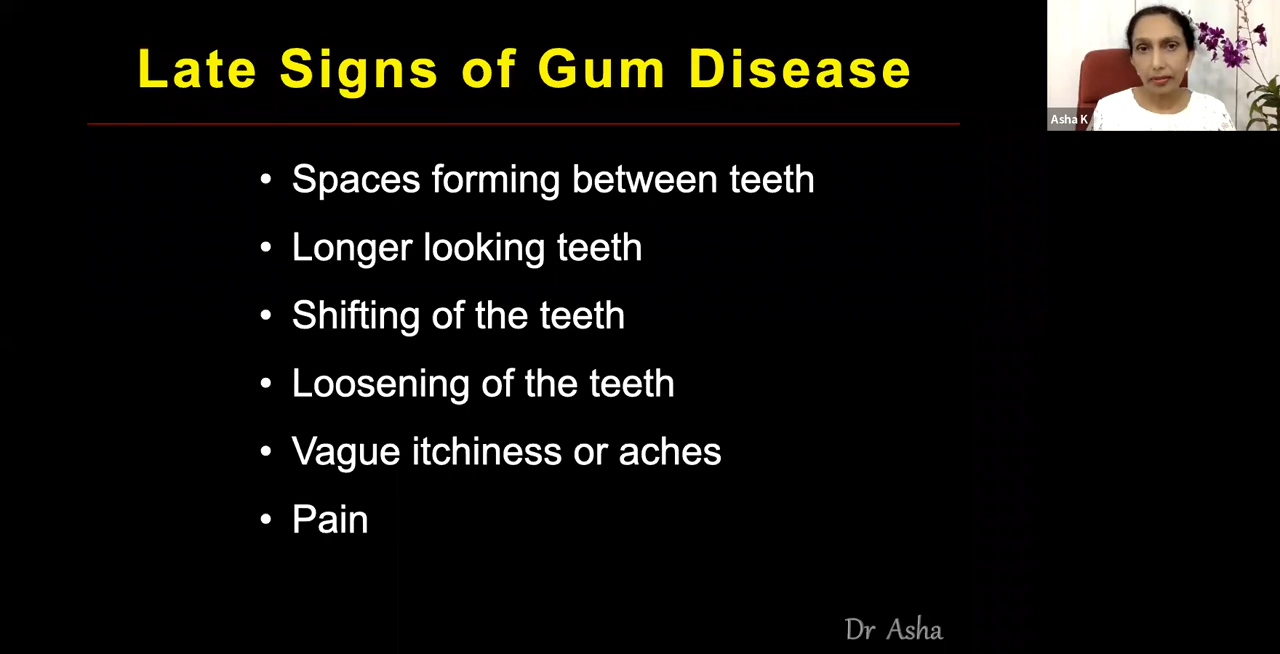 Late Signs of Gum Disease
Asha K
• Spaces forming between teeth
• Longer looking teeth
• Shifting of the teeth
• Loosening of the teeth
• Vague itchiness or aches
• Pain
Dr Asha